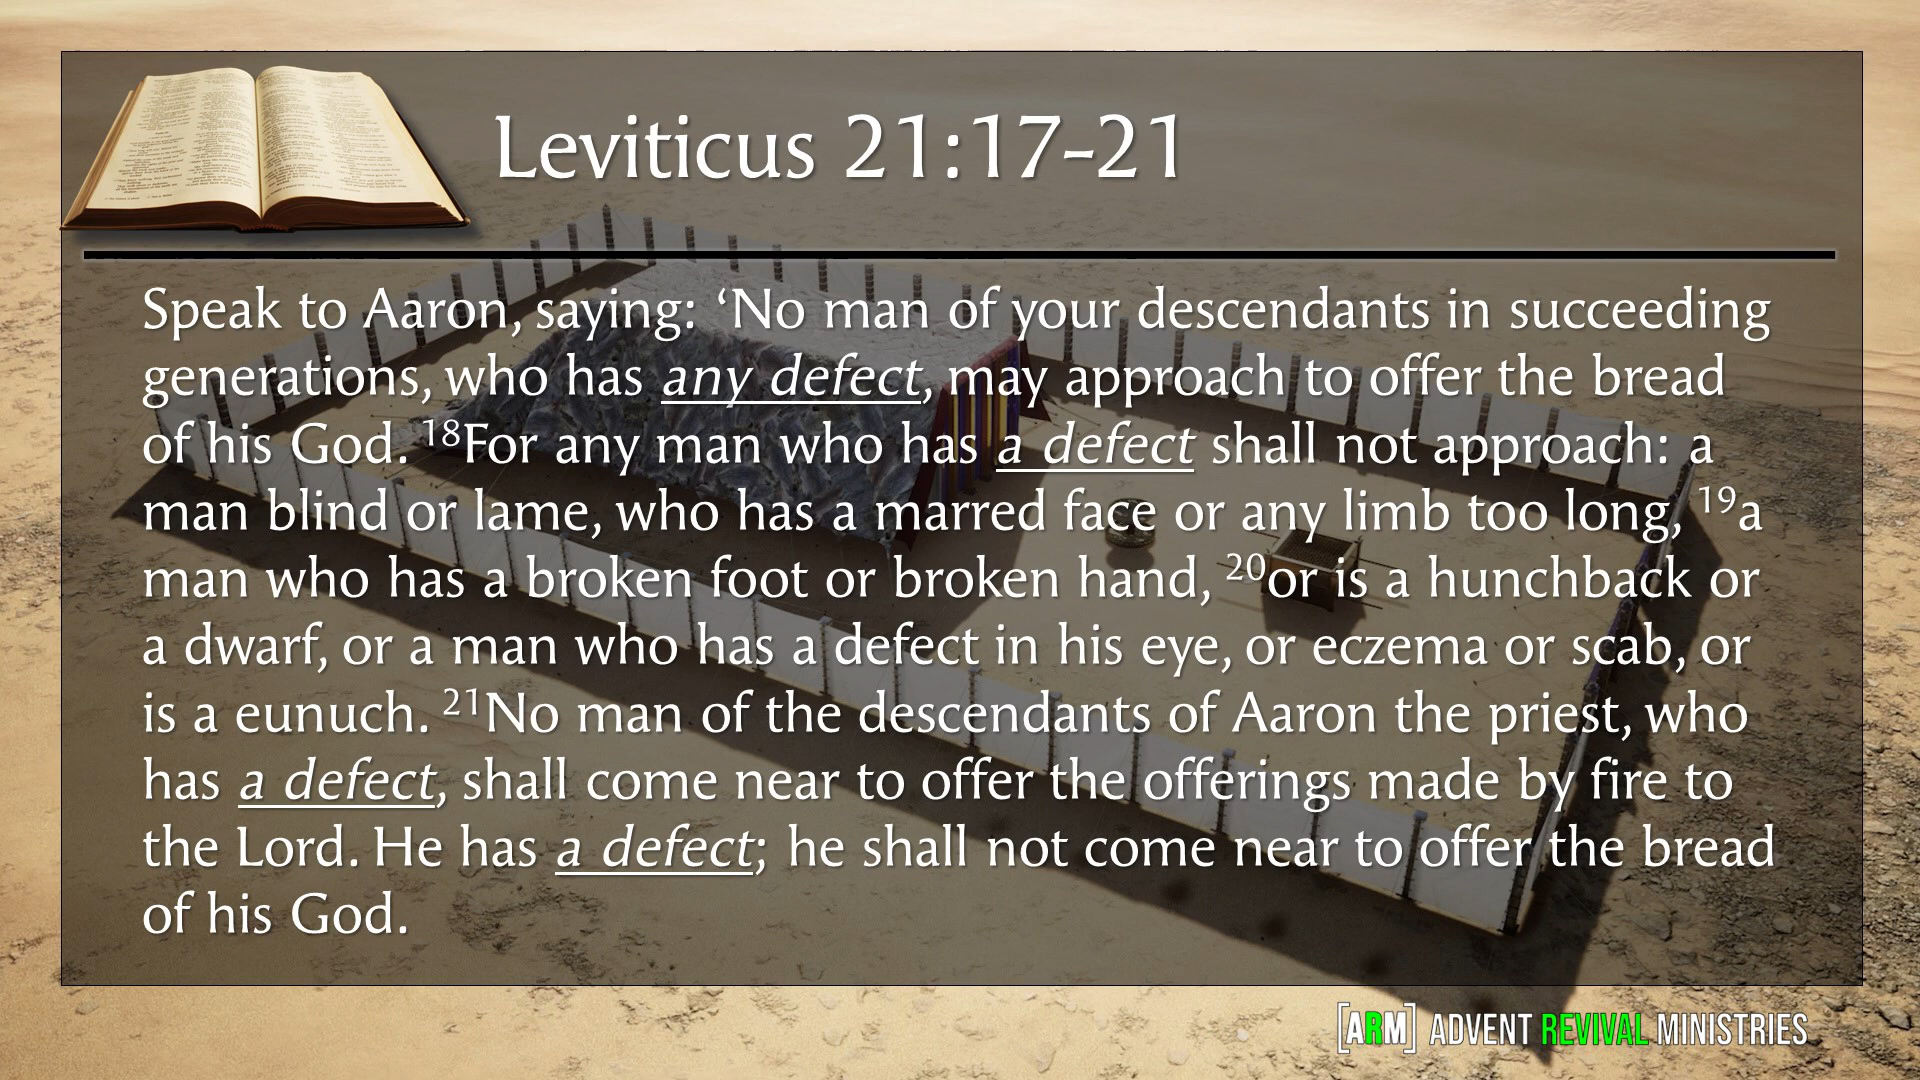 Leviticus 21:17-21
Speak to Aaron, saying: ‘No man of your descendants in succeeding
generations, who has any defect, may approach to offer the bread
of his God. ¹⁸For any man who has a defect shall not approach: a
man blind or lame, who has a marred face or any limb too long, ¹⁹a
man who has a broken foot or broken hand, ²⁰or is a hunchback or
a dwarf, or a man who has a defect in his eye, or eczema or scab, or
is a eunuch. ²¹No man of the descendants of Aaron the priest, who
has a defect, shall come near to offer the offerings made by fire to
the Lord. He has a defect; he shall not come near to offer the bread
of his God.
[ARM] ADVENT REVIVAL MINISTRIES